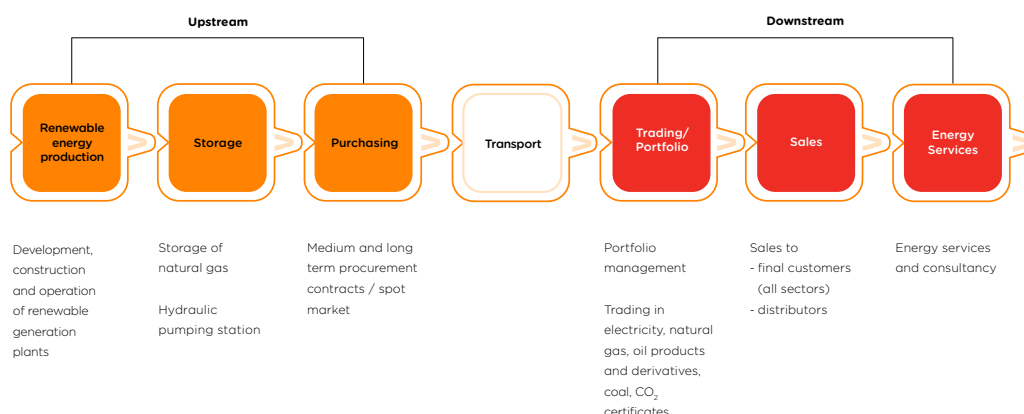 Upstream
Downstream
Renewable
energy
production
Storage
Purchasing
Transport
Trading/
Portfolio
Sales
Energy
Services
Development,
construction
and operation
of renewable
generation
plants
Storage of
natural gas
Hydraulic
pumping station
Medium and long
term procurement
contracts / spot
market
Portfolio
management
Trading in
electricity, natural
gas, oil products
and derivatives,
coal, CO₂
certificates
Sales to
- final customers
(all sectors)
- distributors
Energy services
and consultancy